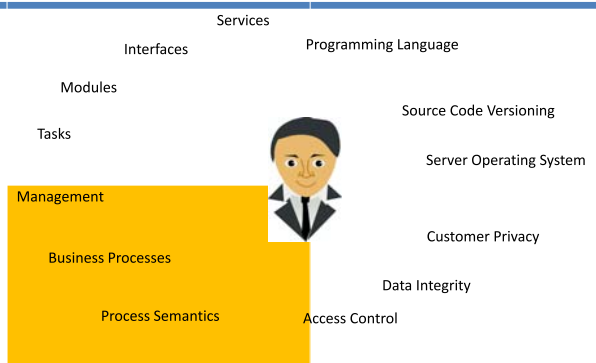 Services
Interfaces
Programming Language
Modules
Source Code Versioning
Tasks
Server Operating System
Management
Customer Privacy
Business Processes
Data Integrity
Process Semantics
Access Control